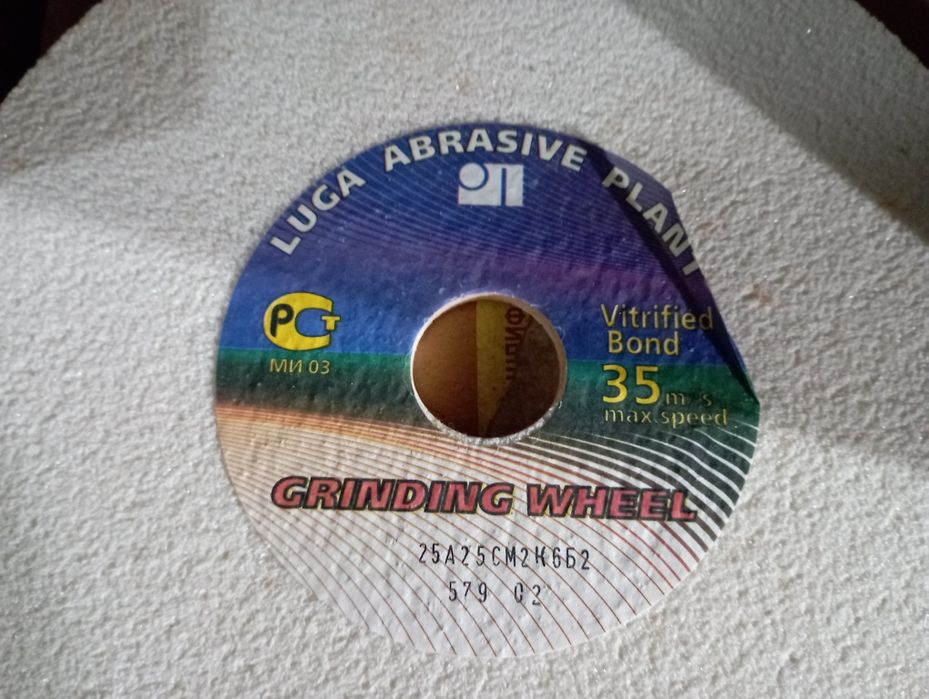 LUGA ABRASIVE PLANT
РСТ
МИ 03
Vitrified
Bond
35 m/s
max.speed
GRINDING WHEEL
25А25СМ2К6Б2
579 02